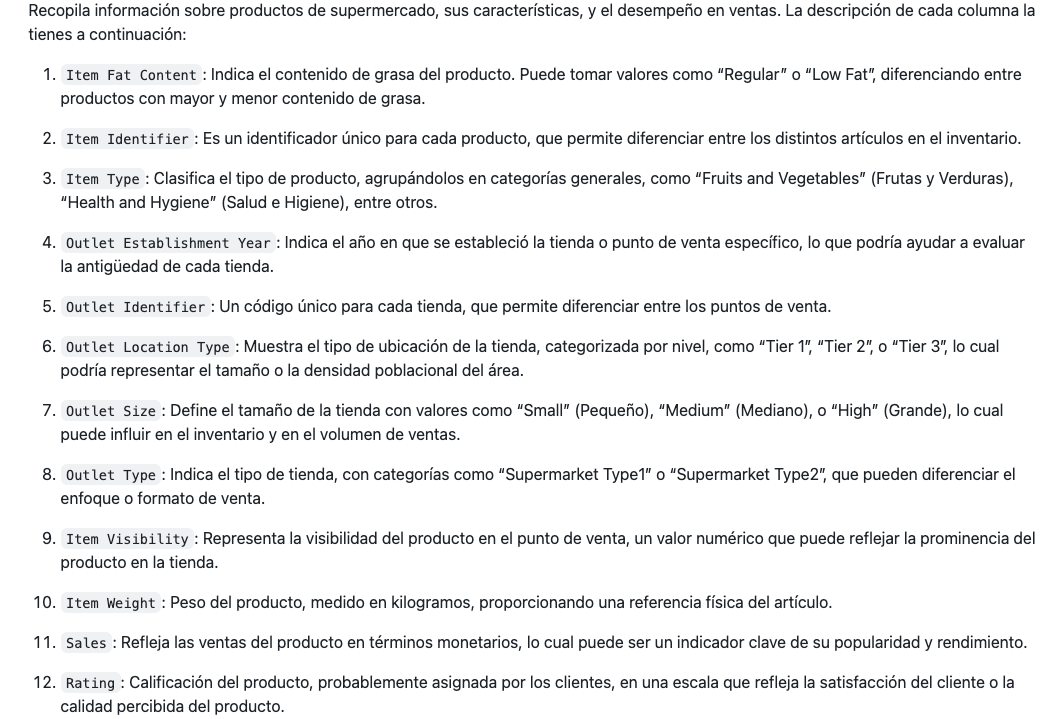 Recopila información sobre productos de supermercado, sus características, y el desempeño en ventas. La descripción de cada columna la
tienes a continuación:
1. Item Fat Content : Indica el contenido de grasa del producto. Puede tomar valores como “Regular” o “Low Fat”, diferenciando entre
productos con mayor y menor contenido de grasa.
2. Item Identifier : Es un identificador único para cada producto, que permite diferenciar entre los distintos artículos en el inventario.
3. Item Type : Clasifica el tipo de producto, agrupándolos en categorías generales, como “Fruits and Vegetables” (Frutas y Verduras),
“Health and Hygiene” (Salud e Higiene), entre otros.
4. Outlet Establishment Year : Indica el año en que se estableció la tienda o punto de venta específico, lo que podría ayudar a evaluar
la antigüedad de cada tienda.
5. Outlet Identifier : Un código único para cada tienda, que permite diferenciar entre los puntos de venta.
6. Outlet Location Type : Muestra el tipo de ubicación de la tienda, categorizada por nivel, como “Tier 1”, “Tier 2”, o “Tier 3”, lo cual
podría representar el tamaño o la densidad poblacional del área.
7. Outlet Size : Define el tamaño de la tienda con valores como “Small” (Pequeño), “Medium” (Mediano), o “High” (Grande), lo cual
puede influir en el inventario y en el volumen de ventas.
8. Outlet Type : Indica el tipo de tienda, con categorías como “Supermarket Type1” o “Supermarket Type2”, que pueden diferenciar el
enfoque o formato de venta.
9. Item Visibility : Representa la visibilidad del producto en el punto de venta, un valor numérico que puede reflejar la prominencia del
producto en la tienda.
10. Item Weight : Peso del producto, medido en kilogramos, proporcionando una referencia física del artículo.
11. Sales : Refleja las ventas del producto en términos monetarios, lo cual puede ser un indicador clave de su popularidad y rendimiento.
12. Rating : Calificación del producto, probablemente asignada por los clientes, en una escala que refleja la satisfacción del cliente o la
calidad percibida del producto.